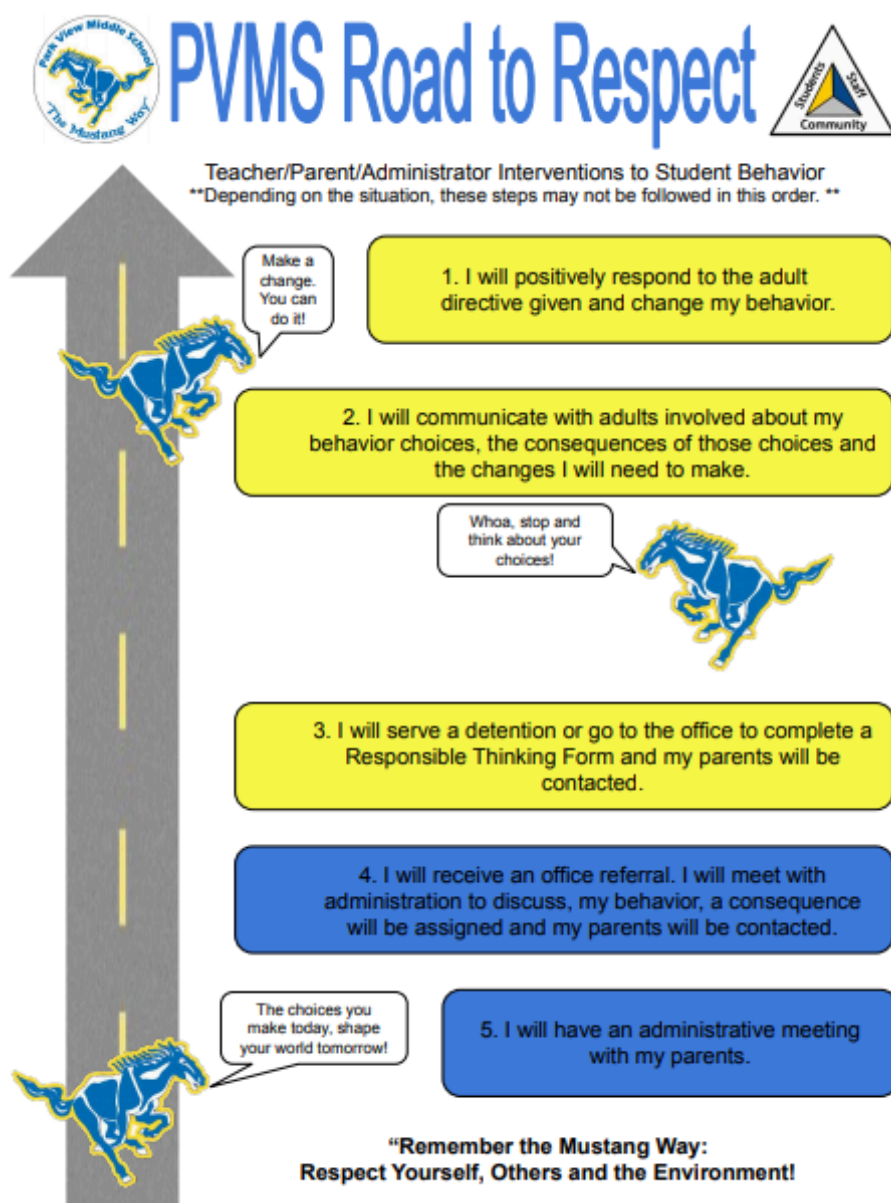 Park View Middle School
"The Mustang Way"
PVMS Road to Respect
Students
Staff
Community
Teacher/Parent/Administrator Interventions to Student Behavior
**Depending on the situation, these steps may not be followed in this order. **
Make a
change.
You can
do it!
1. I will positively respond to the adult
directive given and change my behavior.
2. I will communicate with adults involved about my
behavior choices, the consequences of those choices and
the changes I will need to make.
Whoa, stop and
think about your
choices!
3. I will serve a detention or go to the office to complete a
Responsible Thinking Form and my parents will be
contacted.
4. I will receive an office referral. I will meet with
administration to discuss, my behavior, a consequence
will be assigned and my parents will be contacted.
The choices you
make today, shape
your world tomorrow!
5. I will have an administrative meeting
with my parents.
"Remember the Mustang Way:
Respect Yourself, Others and the Environment!